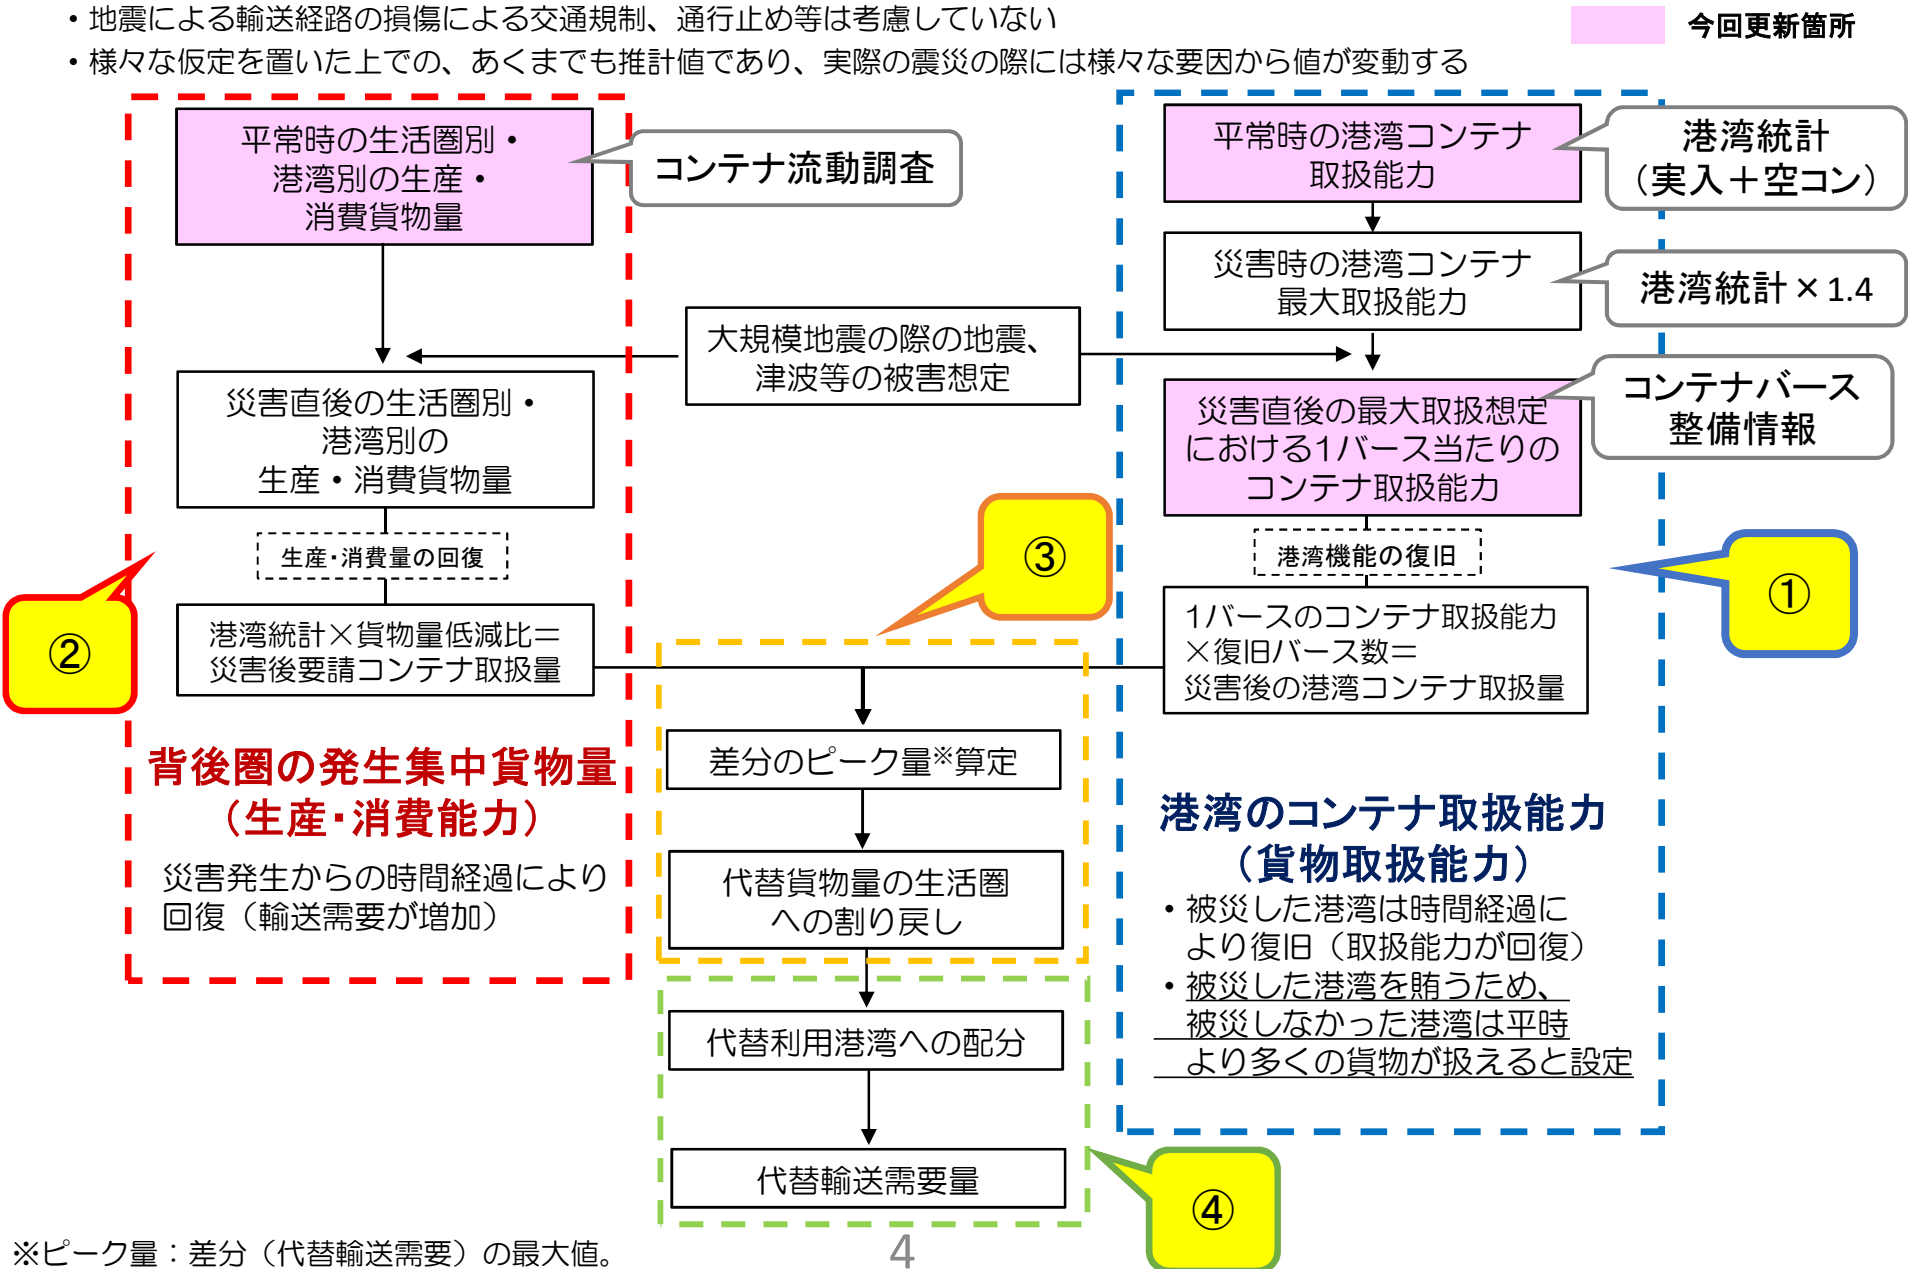 ・地震による輸送経路の損傷による交通規制、通行止め等は考慮していない
・様々な仮定を置いた上での、あくまでも推計値であり、実際の震災の際には様々な要因から値が変動する
今回更新箇所
平常時の生活圏別・
港湾別の生産・
消費貨物量
コンテナ流動調査
災害直後の生活圏別・
港湾別の
生産・消費貨物量
生産・消費量の回復
港湾統計×貨物量低減比＝
災害後要請コンテナ取扱量
②
背後圏の発生集中貨物量
（生産・消費能力）
災害発生からの時間経過により
回復（輸送需要が増加）
大規模地震の際の地震、
津波等の被害想定
③
差分のピーク量※算定
代替貨物量の生活圏
への割り戻し
代替利用港湾への配分
代替輸送需要量
④
平常時の港湾コンテナ
取扱能力
港湾統計
（実入＋空コン）
災害時の港湾コンテナ
最大取扱能力
港湾統計×1.4
災害直後の最大取扱想定
における1バース当たりの
コンテナ取扱能力
コンテナバース
整備情報
港湾機能の復旧
①
1バースのコンテナ取扱能力
×復旧バース数＝
災害後の港湾コンテナ取扱量
港湾のコンテナ取扱能力
（貨物取扱能力）
・被災した港湾は時間経過に
より復旧（取扱能力が回復）
・被災した港湾を賄うため、
被災しなかった港湾は平時
より多くの貨物が扱えると設定
※ピーク量：差分（代替輸送需要）の最大値。
4